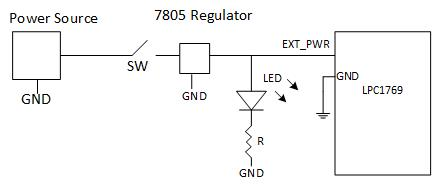 Power Source
7805 Regulator
EXT_PWR
SW
LED
GND
LPC1769
GND
GND
R
GND